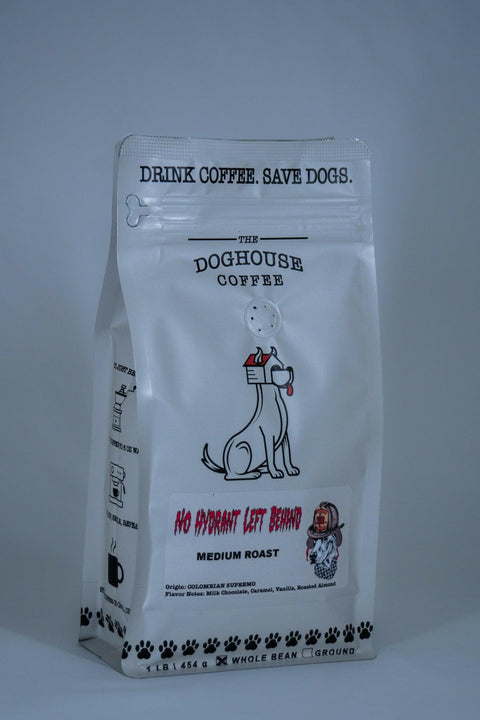 DRINK COFFEE. SAVE DOGS.
THE
DOGHOUSE
COFFEE
NO HYDRANT LEFT BEHIND
MEDIUM ROAST
Origin: COLOMBIAN SUPREMO
Flavor Notes: Milk Chocolate, Caramel, Vanilla, Roasted Almond
1 LB \ 454 g WHOLE BEAN GROUND